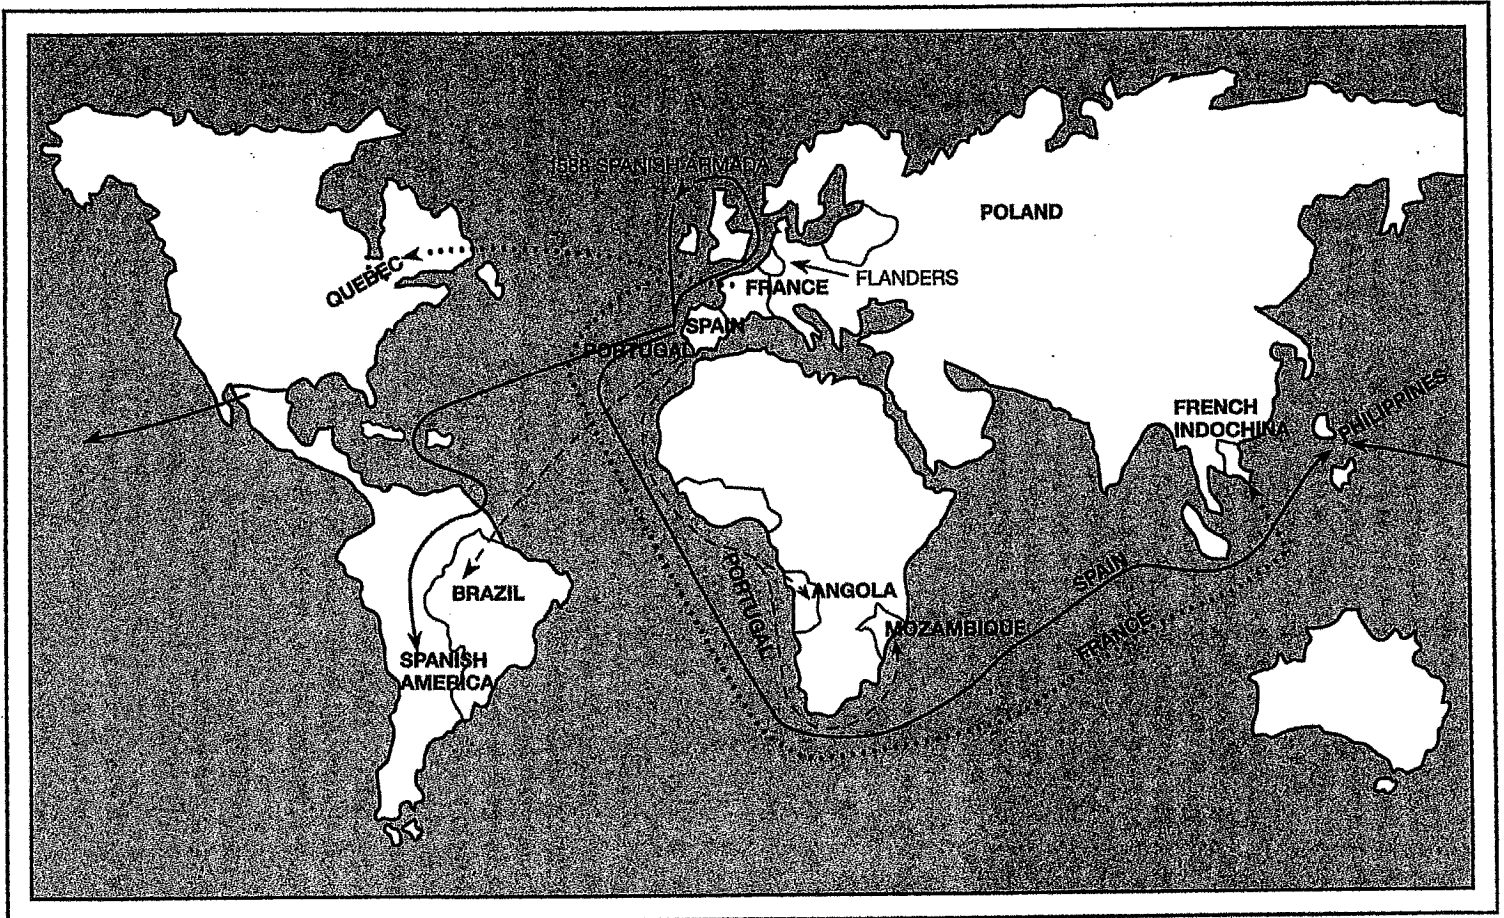 1588 SPANISH ARMADA
POLAND
QUEBEC
FLANDERS
FRANCE
SPAIN
PORTUGAL
PHILIPPINES
FRENCH
INDOCHINA
PORTUGAL
SPAIN
BRAZIL
ANGOLA
MOZAMBIQUE
FRANCE
SPANISH
AMERICA